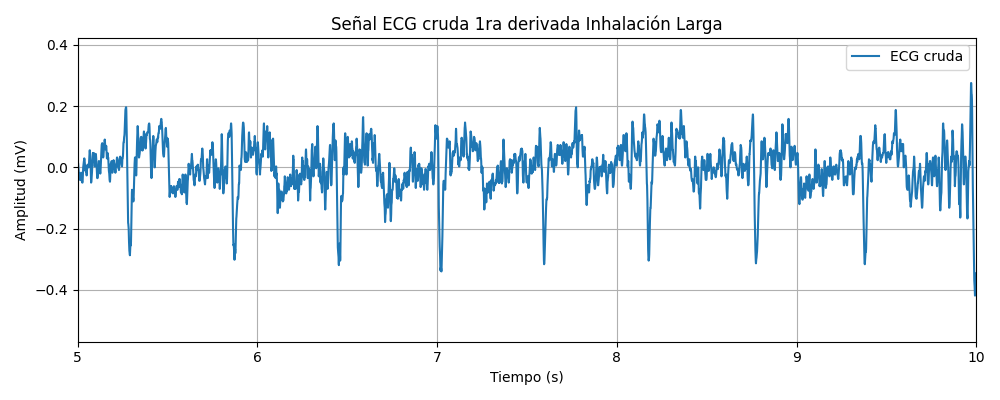 Señal ECG cruda 1ra derivada Inhalación Larga
ECG cruda
Amplitud (mV)
0.4
0.2
0.0
−0.2
−0.4
5
6
7
8
9
10
Tiempo (s)